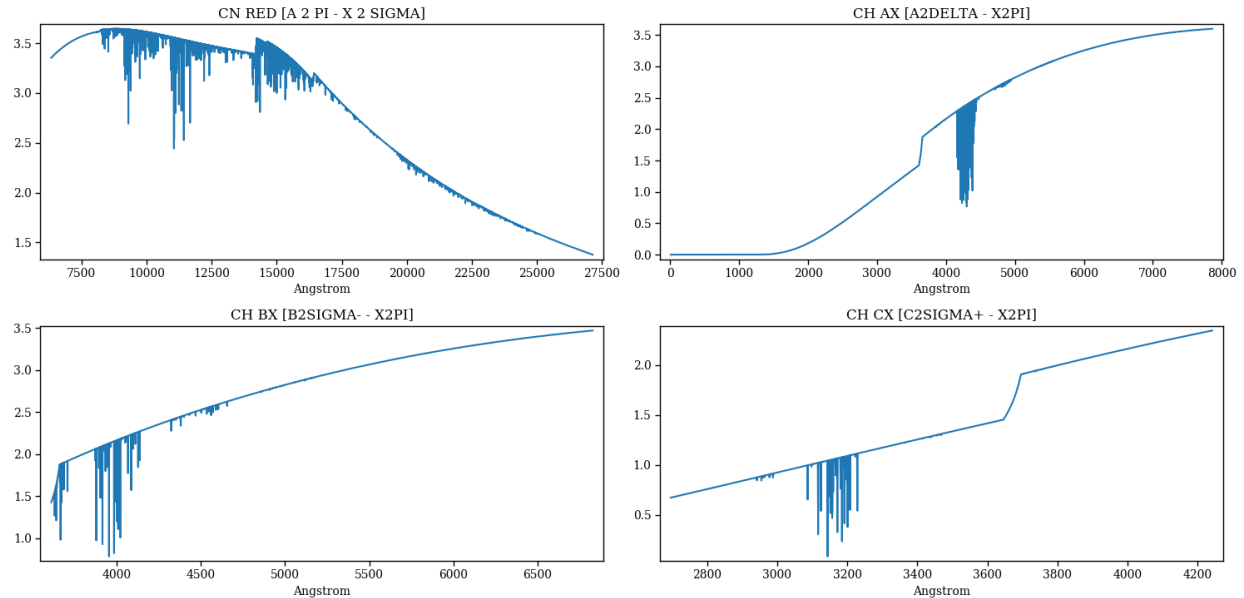 CN RED [A 2 PI - X 2 SIGMA]
3.5
3.0
2.5
2.0
1.5
7500 10000 12500 15000 17500 20000 22500 25000 27500
Angstrom
CH AX [A2DELTA - X2PI]
3.5
3.0
2.5
2.0
1.5
1.0
0.5
0.0
0 1000 2000 3000 4000 5000 6000 7000 8000
Angstrom
CH BX [B2SIGMA- - X2PI]
3.5
3.0
2.5
2.0
1.5
1.0
4000 4500 5000 5500 6000 6500
Angstrom
CH CX [C2SIGMA+ - X2PI]
2.0
1.5
1.0
0.5
2800 3000 3200 3400 3600 3800 4000 4200
Angstrom